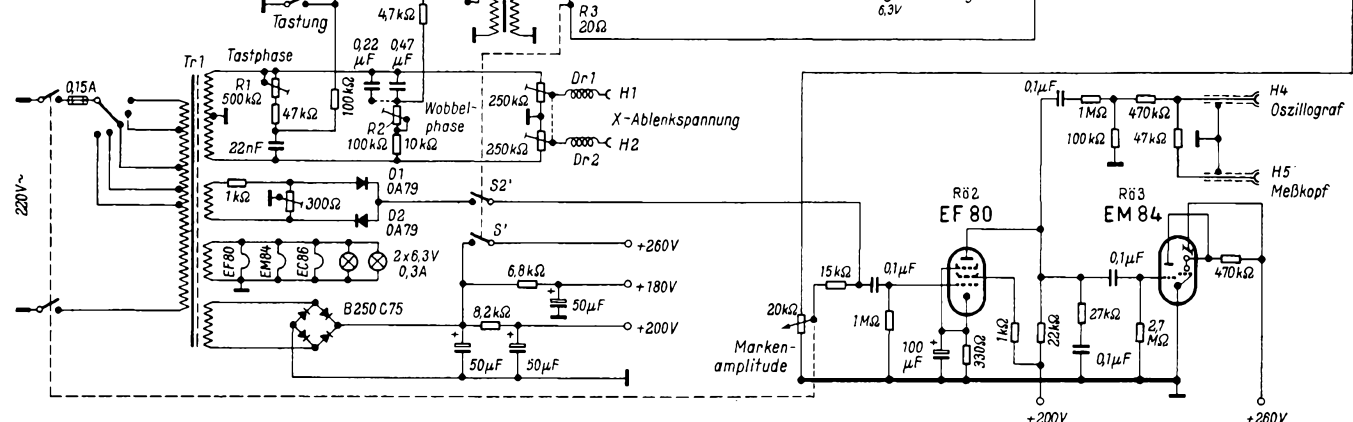 6,3V
Tastung
4,7kΩ
R3
20Ω
Tastphase
0,22
µF
0,47
µF
Tr1
0,15A
R1
500kΩ
47kΩ
22nF
100kΩ
Wobbel-
phase
R2
100kΩ
10kΩ
250kΩ
250kΩ
Dr1
Dr2
H1
H2
X-Ablenkspannung
0,1µF
1MΩ
470kΩ
100kΩ
47kΩ
H4
Oszillograf
H5
Meßkopf
220V~
1kΩ
300Ω
D1
OA79
D2
OA79
S2'
S'
EF80
EM84
EC86
2x6,3V
0,3A
+260V
6,8kΩ
+180V
50µF
B250C75
8,2kΩ
+200V
50µF
50µF
Rö2
EF 80
Rö3
EM 84
15kΩ
0,1µF
20kΩ
1MΩ
Marken-
amplitude
100
µF
330Ω
1kΩ
22kΩ
0,1µF
27kΩ
0,1µF
2,7
MΩ
470kΩ
+200V
+260V